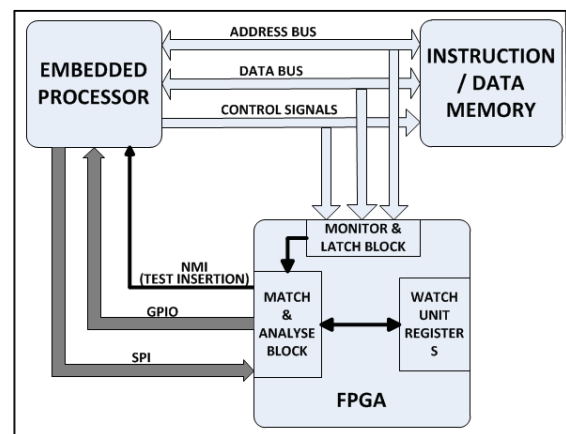 ADDRESS BUS
EMBEDDED
PROCESSOR
DATA BUS
CONTROL SIGNALS
INSTRUCTION
/ DATA
MEMORY
MONITOR &
LATCH BLOCK
NMI
(TEST INSERTION)
GPIO
SPI
MATCH
&
ANALYSE
BLOCK
WATCH
UNIT
REGISTER
S
FPGA